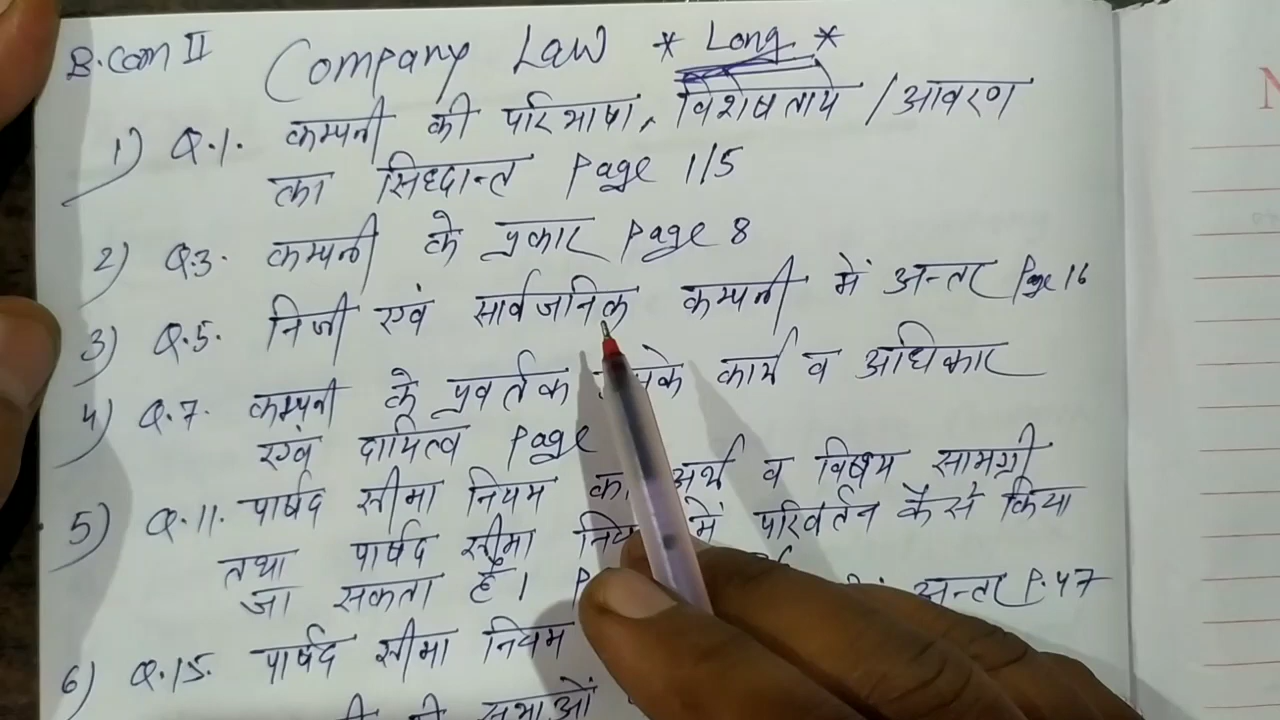 B.Com II Company Law * Long *
1) Q.1. कम्पनी की परिभाषा, विशेषताये / आवरण
का सिध्दान्त Page 1/5
2) Q.3. कम्पनी के प्रकार Page 8
3) Q.5. निजी एवं सार्वजनिक कम्पनी में अन्तर Page 16
4) Q.7. कम्पनी के प्रवर्तक कार्य व अधिकार
एवं दायित्व Page
5) Q.11. पार्षद सीमा नियम का अर्थ व विषय सामग्री
तथा पार्षद सीमा में परिवर्तन कैसे किया
जा सकता है।
6) Q.15. पार्षद सीमा नियम अन्तर P.47
सभाओं